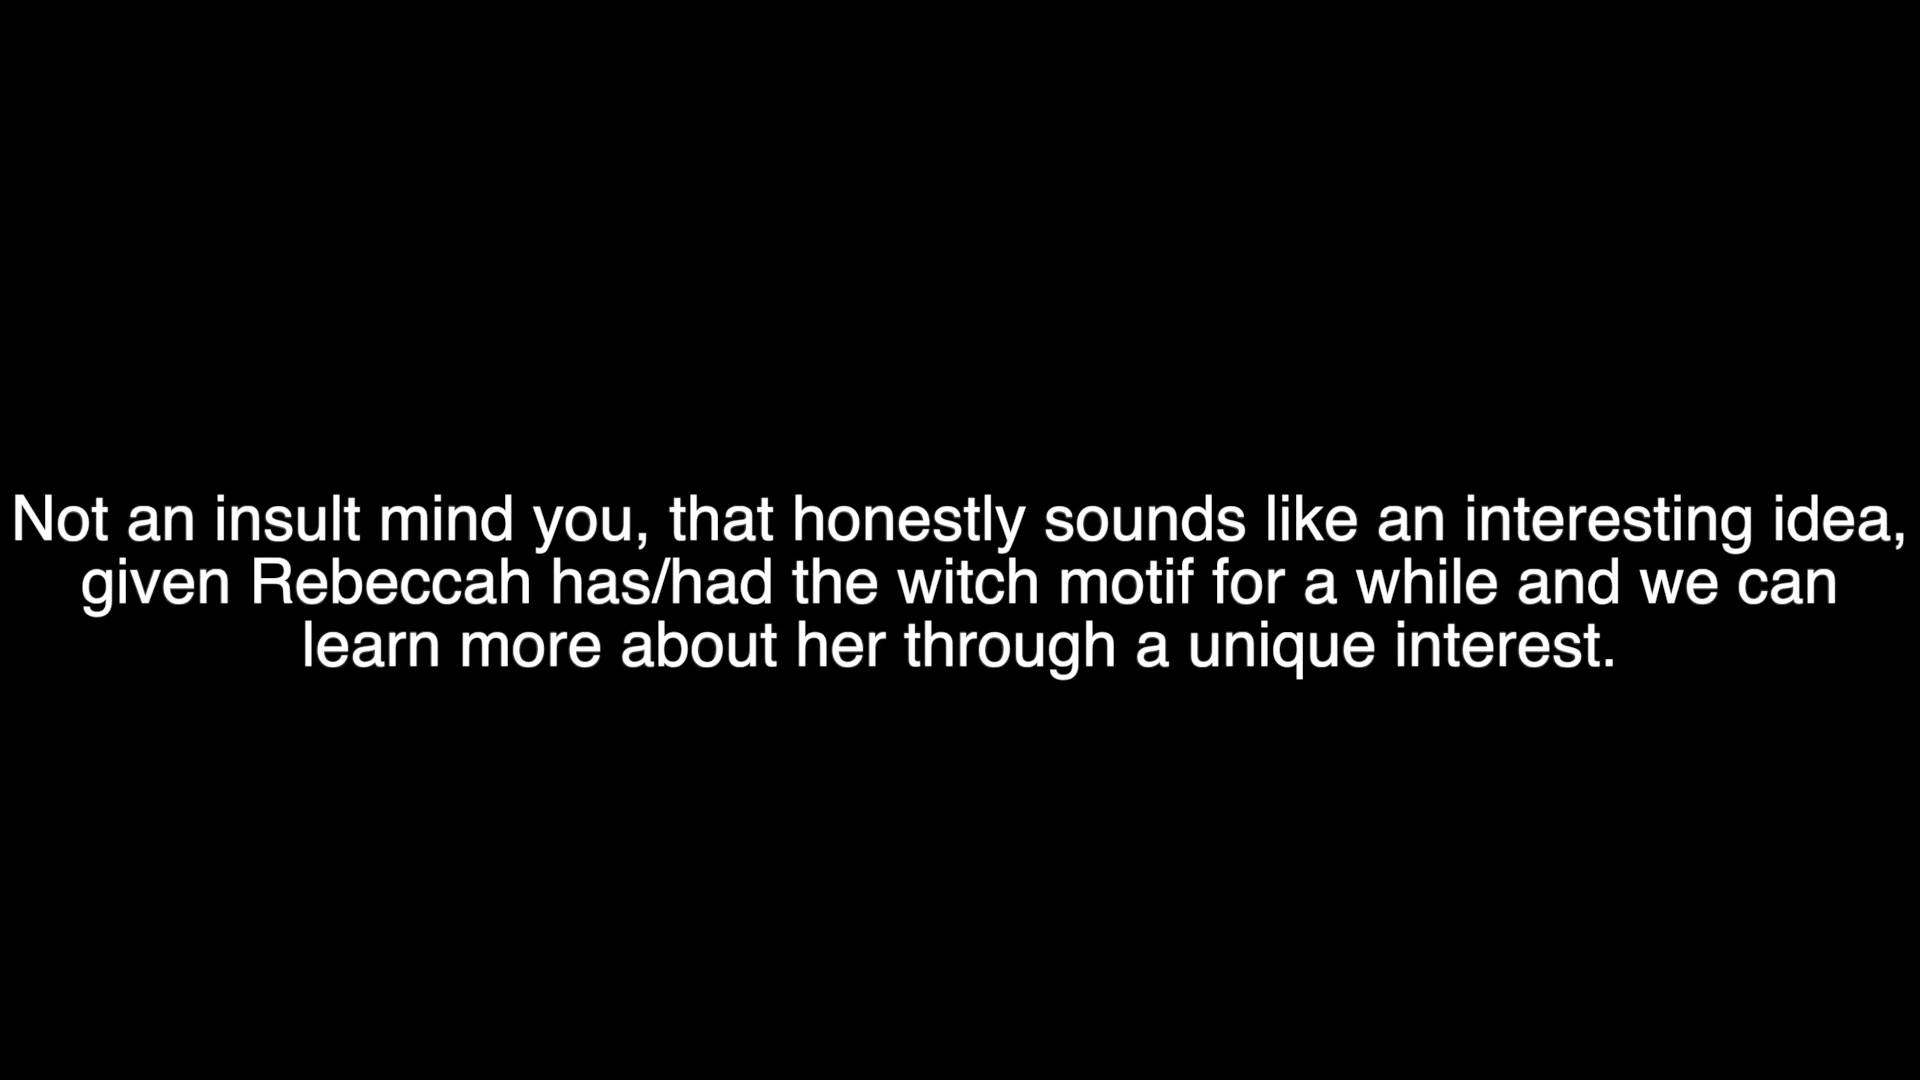 Not an insult mind you, that honestly sounds like an interesting idea,
given Rebeccah has/had the witch motif for a while and we can
learn more about her through a unique interest.